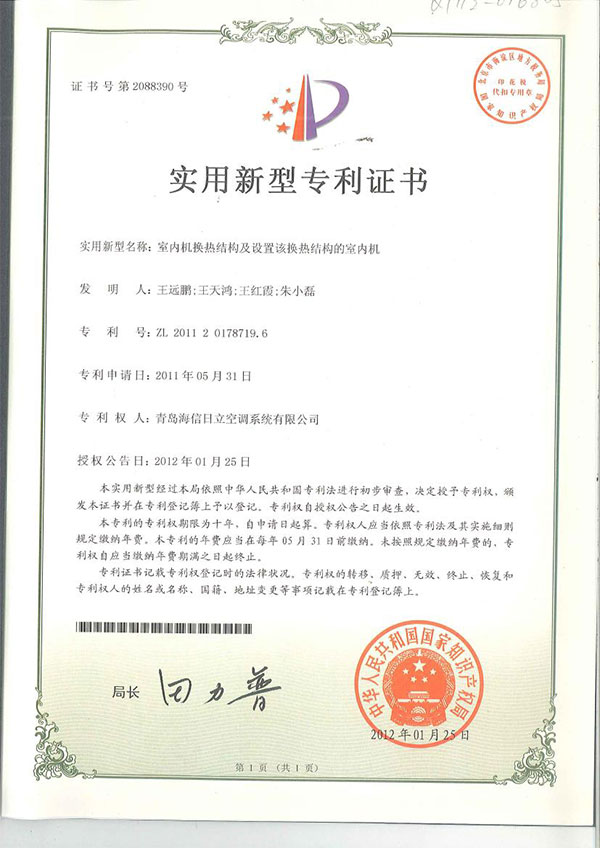 证书号第2088390号
北京市海淀区地方税务局
印花税
代扣专用章
国家知识产权局
实用新型专利证书
实用新型名称：室内机换热结构及设置该换热结构的室内机
发明人：王远鹏;王天鸿;王红霞;朱小磊
专利号：ZL 2011 2 0178719.6
专利申请日：2011年05月31日
专利权人：青岛海信日立空调系统有限公司
授权公告日：2012年01月25日
本实用新型经过本局依照中华人民共和国专利法进行初步审查，决定授予专利权，颁
发本证书并在专利登记簿上予以登记。专利权自授权公告之日起生效。
本专利的专利权期限为十年，自申请日起算。专利权人应当依照专利法及其实施细则
规定缴纳年费。本专利的年费应当在每年05月31日前缴纳。未按照规定缴纳年费的，专
利权自应当缴纳年费期满之日起终止。
专利证书记载专利权登记时的法律状况。专利权的转移、质押、无效、终止、恢复和
专利权人的姓名或名称、国籍、地址变更等事项记载在专利登记簿上。
局长
田力普
中华人民共和国国家知识产权局
2012年01月25日
第1页（共1页）